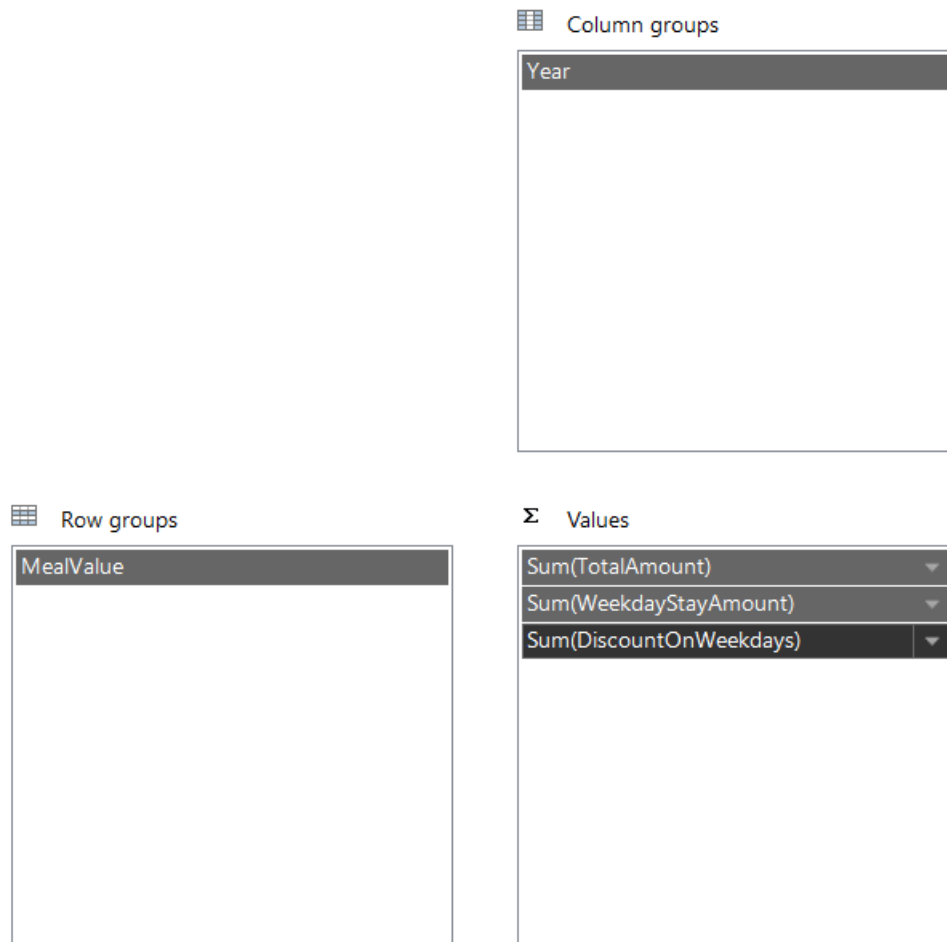 Column groups
Year
Row groups
MealValue
Σ Values
Sum(TotalAmount)
Sum(WeekdayStayAmount)
Sum(DiscountOnWeekdays)